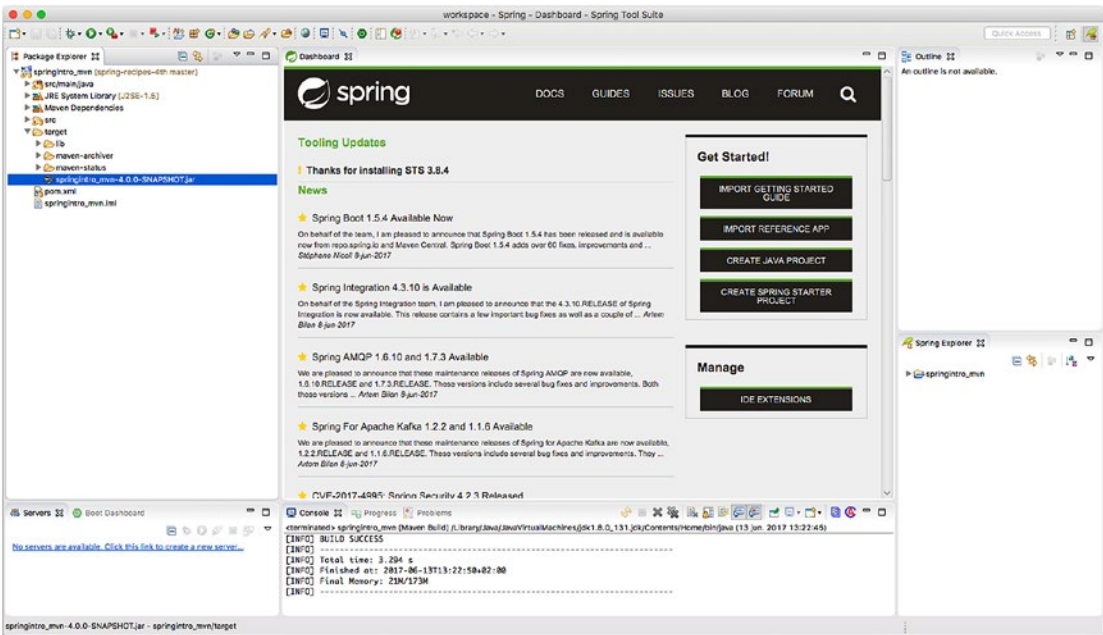 workspace - Spring - Dashboard - Spring Tool Suite
Quick Access
Package Explorer
springintro_mvn [spring-recipes-4th master]
src/main/java
JRE System Library [J2SE-1.5]
Maven Dependencies
src
target
lib
maven-archiver
maven-status
springintro_mvn-4.0.0-SNAPSHOT.jar
pom.xml
springintro_mvn.iml
Dashboard
spring
DOCS GUIDES ISSUES BLOG FORUM
Tooling Updates
! Thanks for installing STS 3.8.4
News
Spring Boot 1.5.4 Available Now
On behalf of the team, I am pleased to announce that Spring Boot 1.5.4 has been released and is available
now from repo.spring.io and Maven Central. Spring Boot 1.5.4 adds over 60 fixes, improvements and ...
Stéphane Nicoll 8-jun-2017
Spring Integration 4.3.10 is Available
On behalf of the Spring Integration team, I am pleased to announce that the 4.3.10.RELEASE of Spring
Integration is now available. This release contains a few important bug fixes as well as a couple of ... Artem
Bilan 8-jun-2017
Spring AMQP 1.6.10 and 1.7.3 Available
We are pleased to announce that these maintenance releases of Spring AMQP are now available,
1.6.10.RELEASE and 1.7.3.RELEASE. These versions include several bug fixes and improvements. Both
these versions ... Artem Bilan 8-jun-2017
Spring For Apache Kafka 1.2.2 and 1.1.6 Available
We are pleased to announce that these maintenance releases of Spring for Apache Kafka are now available,
1.2.2.RELEASE and 1.1.6.RELEASE. These versions include several bug fixes and improvements. They ...
Artem Bilan 8-jun-2017
CVE-2017-4995: Spring Security 4.2.3 Released
Get Started!
IMPORT GETTING STARTED
GUIDE
IMPORT REFERENCE APP
CREATE JAVA PROJECT
CREATE SPRING STARTER
PROJECT
Manage
IDE EXTENSIONS
Outline
An outline is not available.
Spring Explorer
springintro_mvn
Servers Boot Dashboard
No servers are available. Click this link to create a new server...
Console Progress Problems
<terminated> springintro_mvn [Maven Build] /Library/Java/JavaVirtualMachines/jdk1.8.0_131.jdk/Contents/Home/bin/java (13 jun. 2017 13:22:45)
[INFO] BUILD SUCCESS
[INFO] ------------------------------------------------------------------------
[INFO] Total time: 3.294 s
[INFO] Finished at: 2017-06-13T13:22:50+02:00
[INFO] Final Memory: 21M/173M
[INFO] ------------------------------------------------------------------------
springintro_mvn-4.0.0-SNAPSHOT.jar - springintro_mvn/target